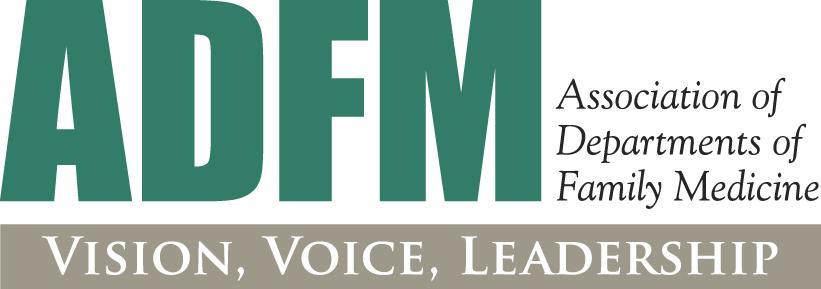 ADFM
Association of
Departments of
Family Medicine
Vision, Voice, Leadership